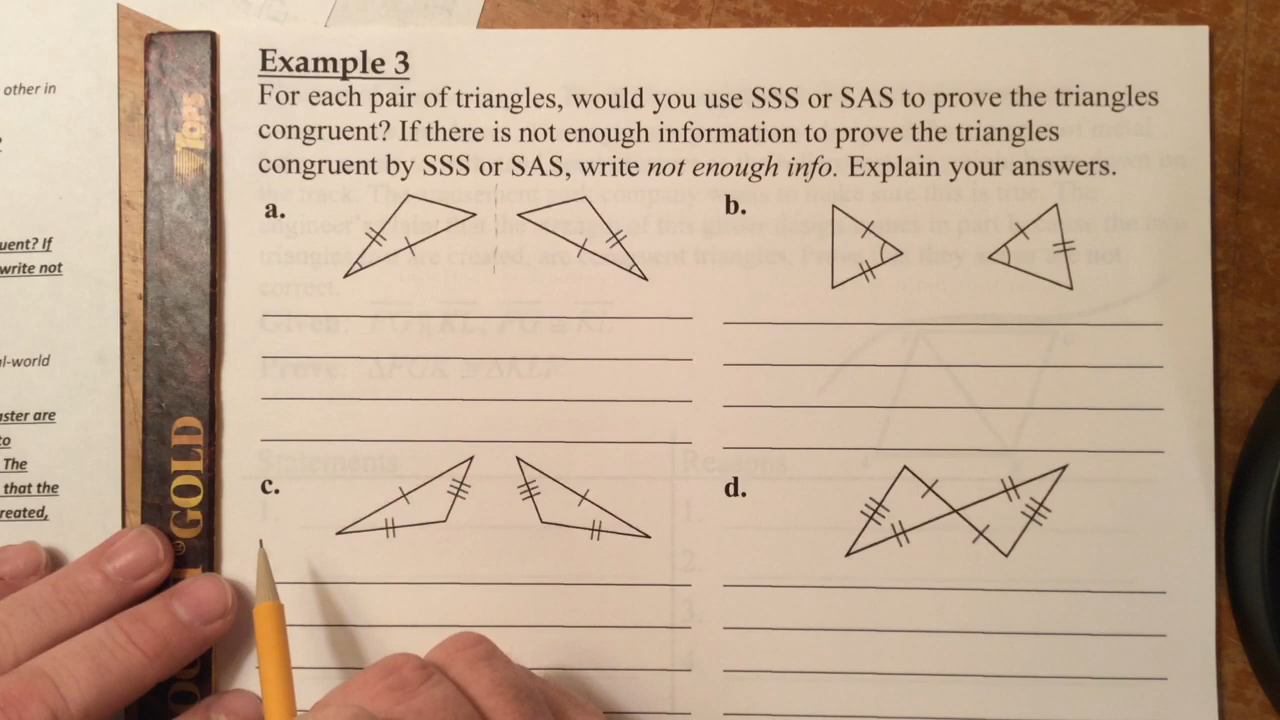 other in
uent? If
write not
l-world
aster are
to
The
that the
reated,
TOPS
GOLD
Example 3
For each pair of triangles, would you use SSS or SAS to prove the triangles
congruent? If there is not enough information to prove the triangles
congruent by SSS or SAS, write not enough info. Explain your answers.
a.
b.
c.
d.